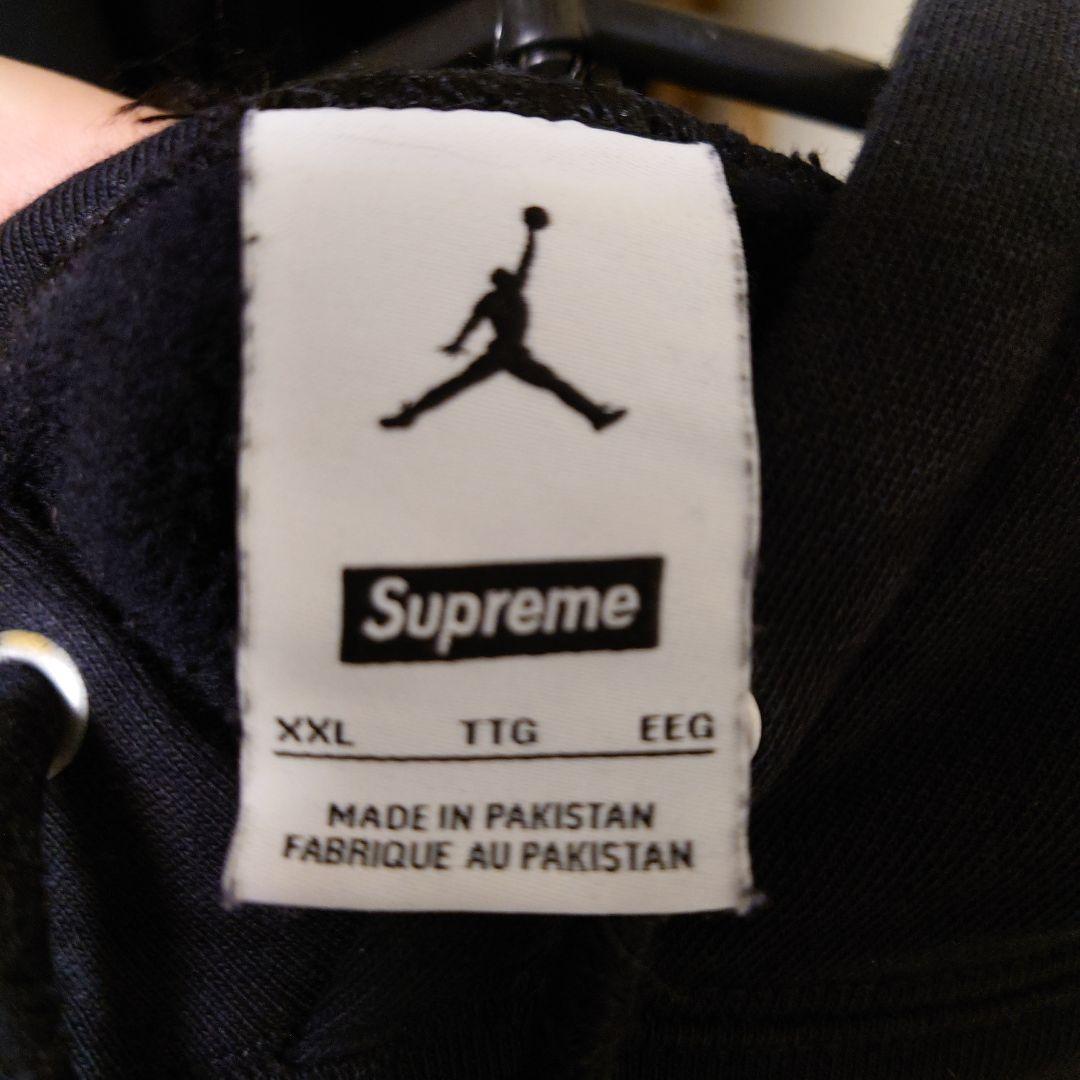 Supreme
XXL TTG EEG
MADE IN PAKISTAN
FABRIQUE AU PAKISTAN